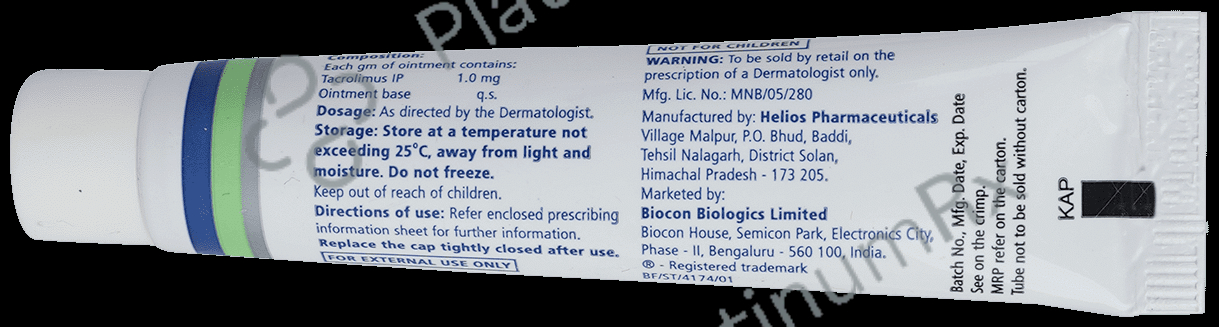 Composition:
Each gm of ointment contains:
Tacrolimus IP 1.0 mg
Ointment base q.s.
Dosage: As directed by the Dermatologist.
Storage: Store at a temperature not
exceeding 25°C, away from light and
moisture. Do not freeze.
Keep out of reach of children.
Directions of use: Refer enclosed prescribing
information sheet for further information.
Replace the cap tightly closed after use.
FOR EXTERNAL USE ONLY
NOT FOR CHILDREN
WARNING: To be sold by retail on the
prescription of a Dermatologist only.
Mfg. Lic. No.: MNB/05/280
Manufactured by: Helios Pharmaceuticals
Village Malpur, P.O. Bhud, Baddi,
Tehsil Nalagarh, District Solan,
Himachal Pradesh - 173 205.
Marketed by:
Biocon Biologics Limited
Biocon House, Semicon Park, Electronics City,
Phase - II, Bengaluru - 560 100, India.
® - Registered trademark
BF/ST/4174/01
Batch No., Mfg. Date, Exp. Date
See on the crimp.
MRP refer on the carton.
Tube not to be sold without carton.
KAP
Plat
tinumRx